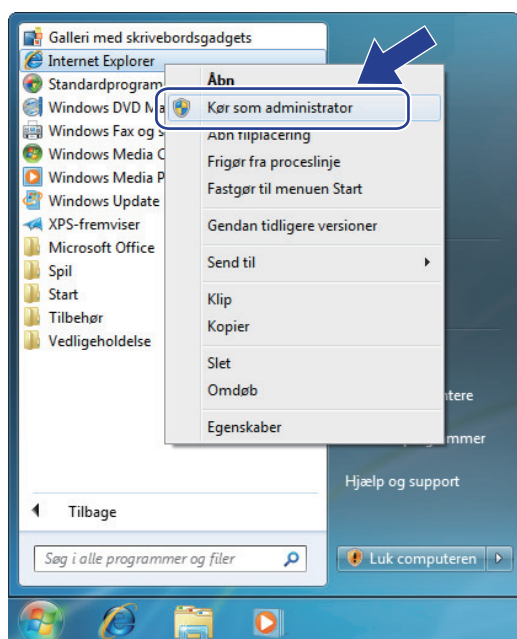 Galleri med skrivebordsgadgets
Internet Explorer
Standardprogram
Windows DVD Ma
Windows Fax og s
Windows Media C
Windows Media P
Windows Update
XPS-fremviser
Microsoft Office
Spil
Start
Tilbehør
Vedligeholdelse
Tilbage
Søg i alle programmer og filer
Åbn
Kør som administrator
Åbn filplacering
Frigør fra proceslinje
Fastgør til menuen Start
Gendan tidligere versioner
Send til
Klip
Kopier
Slet
Omdøb
Egenskaber
ntere
mmer
Hjælp og support
Luk computeren